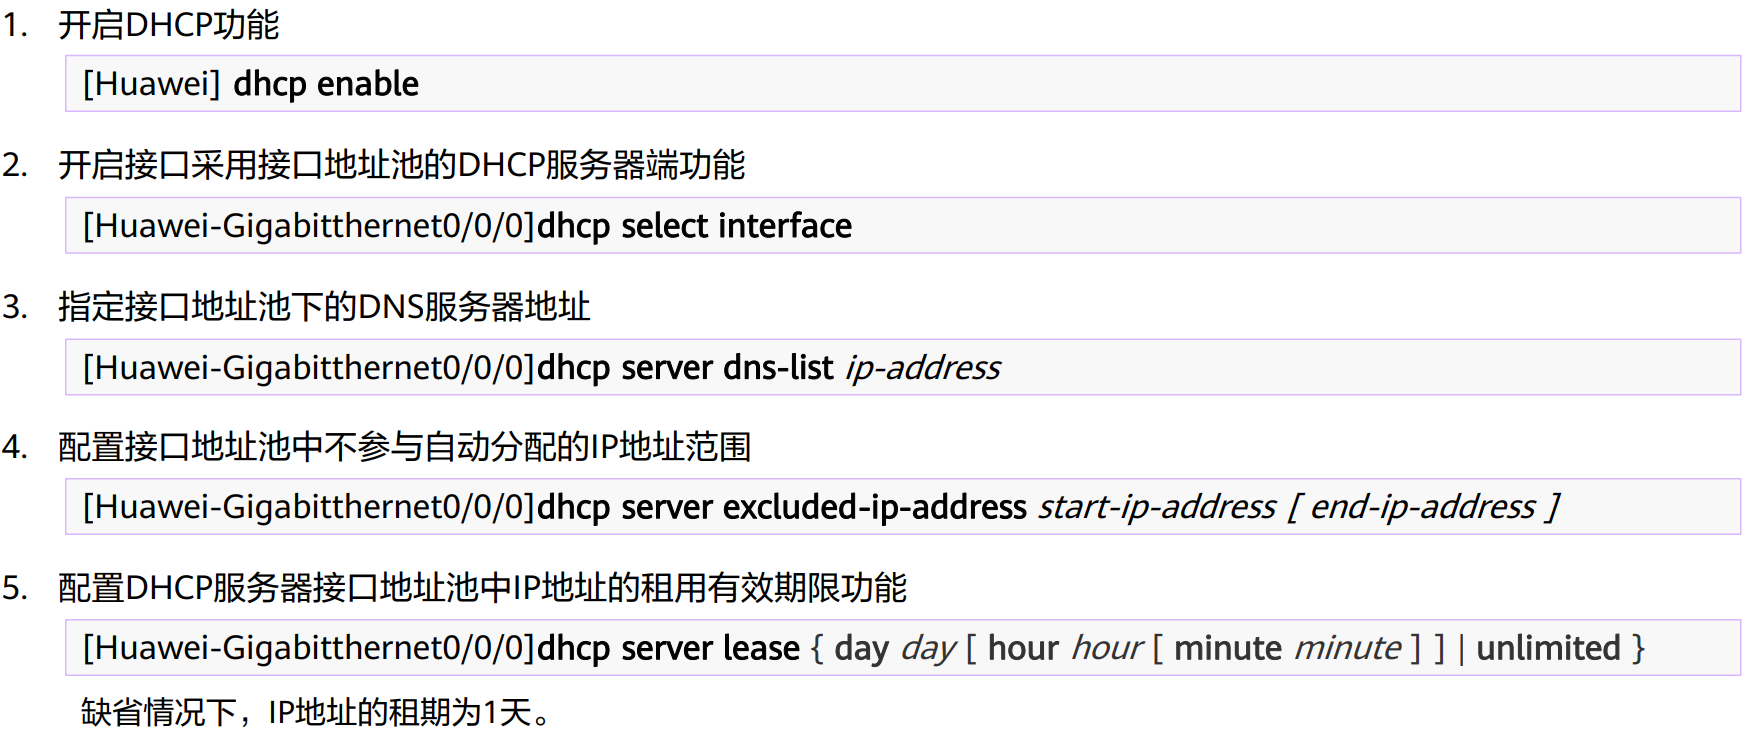 1. 开启DHCP功能
[Huawei] dhcp enable
2. 开启接口采用接口地址池的DHCP服务器端功能
[Huawei-Gigabitthernet0/0/0]dhcp select interface
3. 指定接口地址池下的DNS服务器地址
[Huawei-Gigabitthernet0/0/0]dhcp server dns-list ip-address
4. 配置接口地址池中不参与自动分配的IP地址范围
[Huawei-Gigabitthernet0/0/0]dhcp server excluded-ip-address start-ip-address [ end-ip-address ]
5. 配置DHCP服务器接口地址池中IP地址的租用有效期限功能
[Huawei-Gigabitthernet0/0/0]dhcp server lease { day day [ hour hour [ minute minute ] ] | unlimited }
缺省情况下，IP地址的租期为1天。